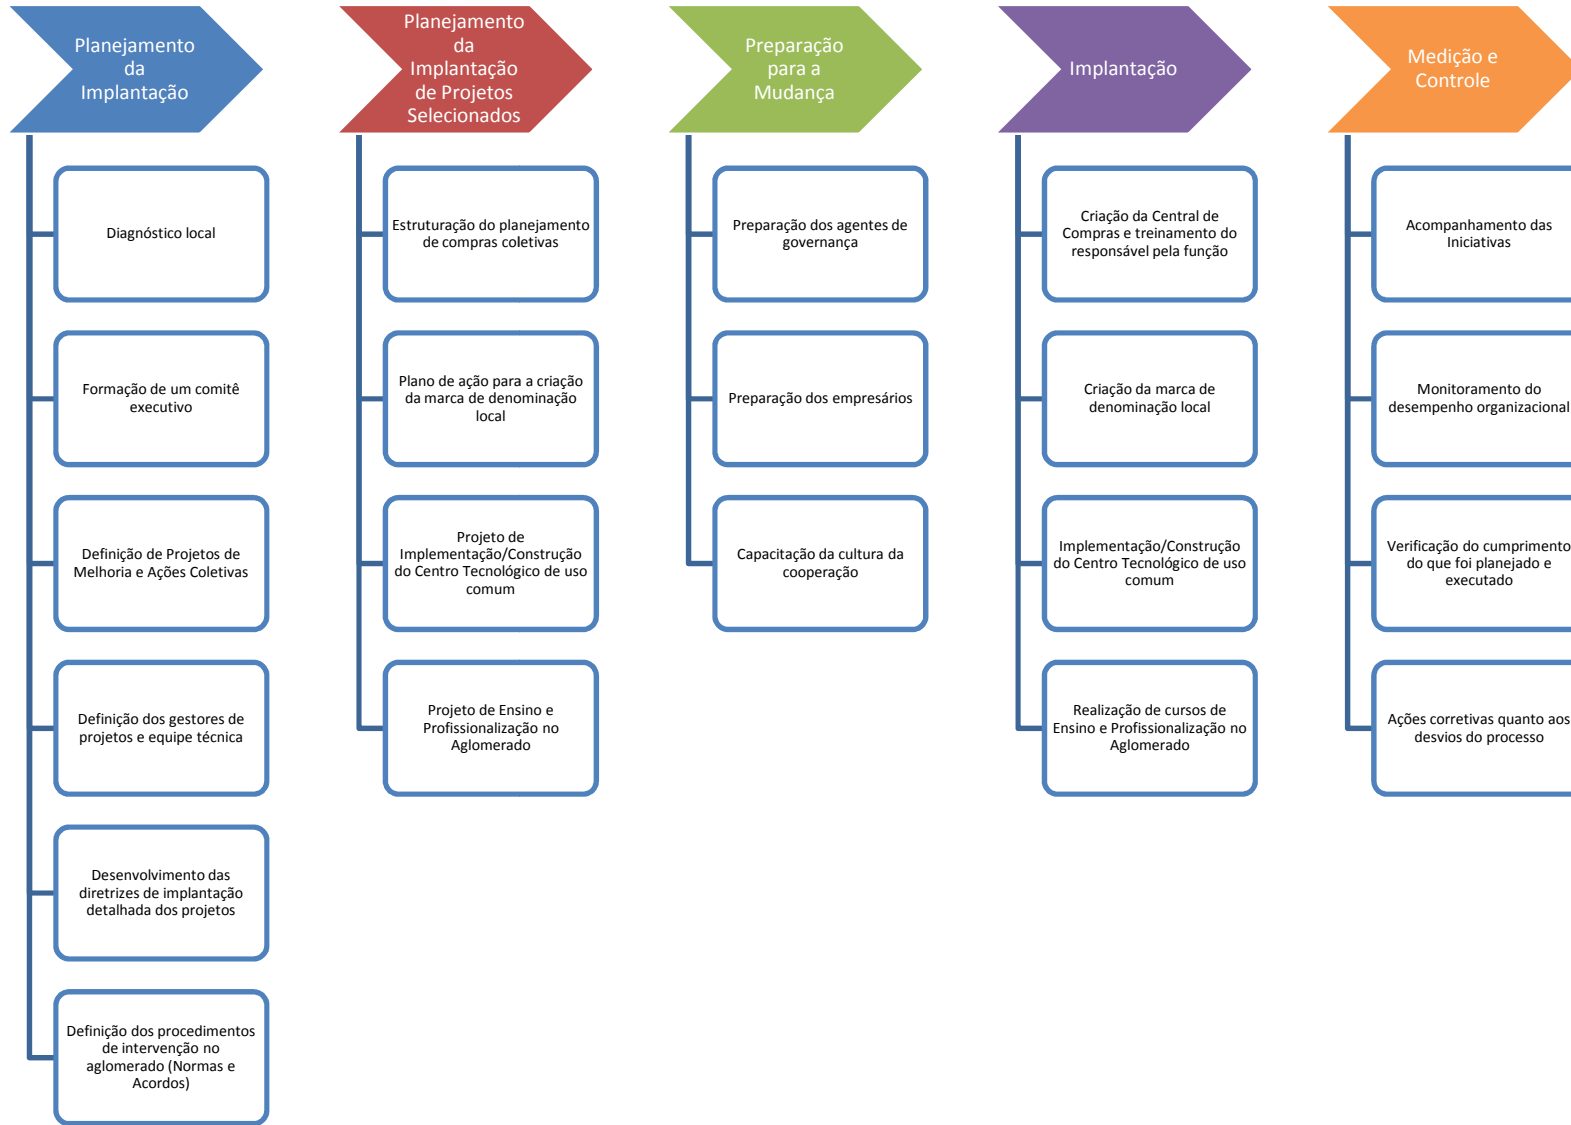 Planejamento
da
Implantação
Diagnóstico local
Formação de um comitê
executivo
Definição de Projetos de
Melhoria e Ações Coletivas
Definição dos gestores de
projetos e equipe técnica
Desenvolvimento das
diretrizes de implantação
detalhada dos projetos
Definição dos procedimentos
de intervenção no
aglomerado (Normas e
Acordos)
Planejamento
da
Implantação
de Projetos
Selecionados
Estruturação do planejamento
de compras coletivas
Plano de ação para a criação
da marca de denominação
local
Projeto de
Implementação/Construção
do Centro Tecnológico de uso
comum
Projeto de Ensino e
Profissionalização no
Aglomerado
Preparação
para a
Mudança
Preparação dos agentes de
governança
Preparação dos empresários
Capacitação da cultura da
cooperação
Implantação
Criação da Central de
Compras e treinamento do
responsável pela função
Criação da marca de
denominação local
Implementação/Construção
do Centro Tecnológico de uso
comum
Realização de cursos de
Ensino e Profissionalização no
Aglomerado
Medição e
Controle
Acompanhamento das
Iniciativas
Monitoramento do
desempenho organizacional
Verificação do cumprimento
do que foi planejado e
executado
Ações corretivas quanto aos
desvios do processo